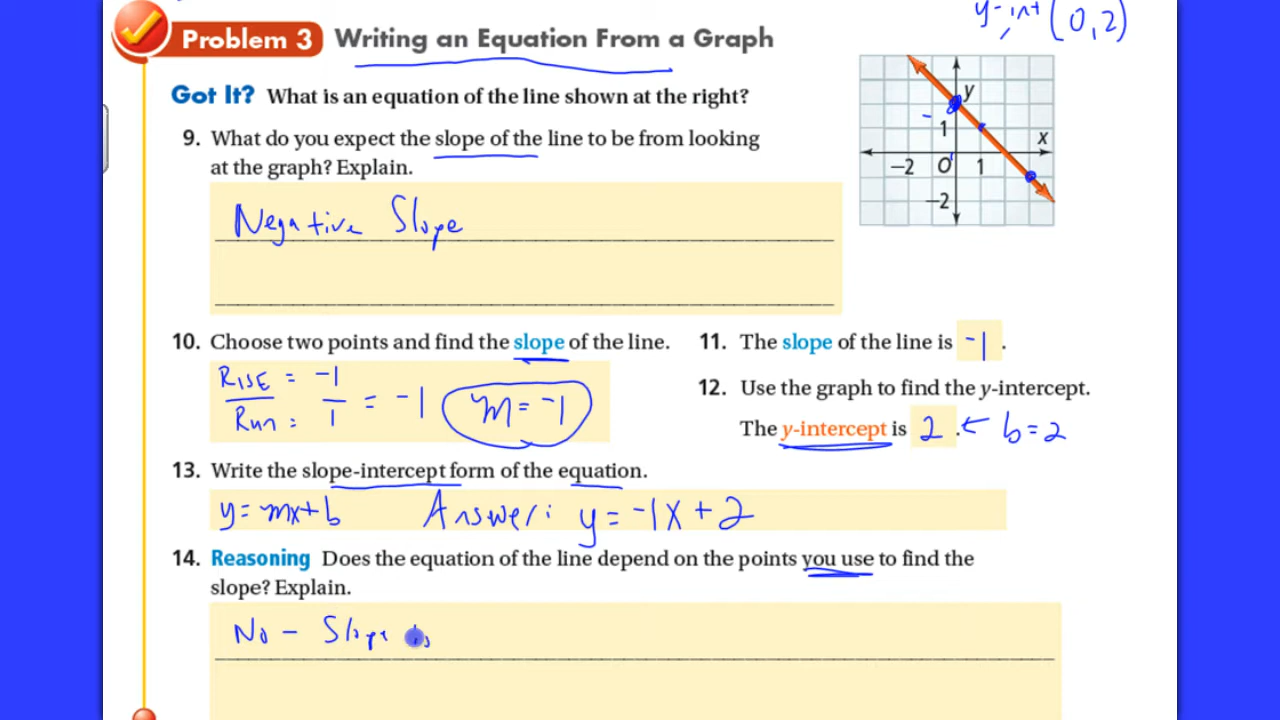 y-int (0,2)
Problem 3 Writing an Equation From a Graph
Got It? What is an equation of the line shown at the right?
9. What do you expect the slope of the line to be from looking
at the graph? Explain.
Negative Slope
y
1
x
-2 O 1
-2
10. Choose two points and find the slope of the line.
RISE = -1
Run = 1 = -1 m = -1
11. The slope of the line is -1.
12. Use the graph to find the y-intercept.
The y-intercept is 2. ← b=2
13. Write the slope-intercept form of the equation.
y=mx+b Answer: y = -1x + 2
14. Reasoning Does the equation of the line depend on the points you use to find the
slope? Explain.
No - Slope is